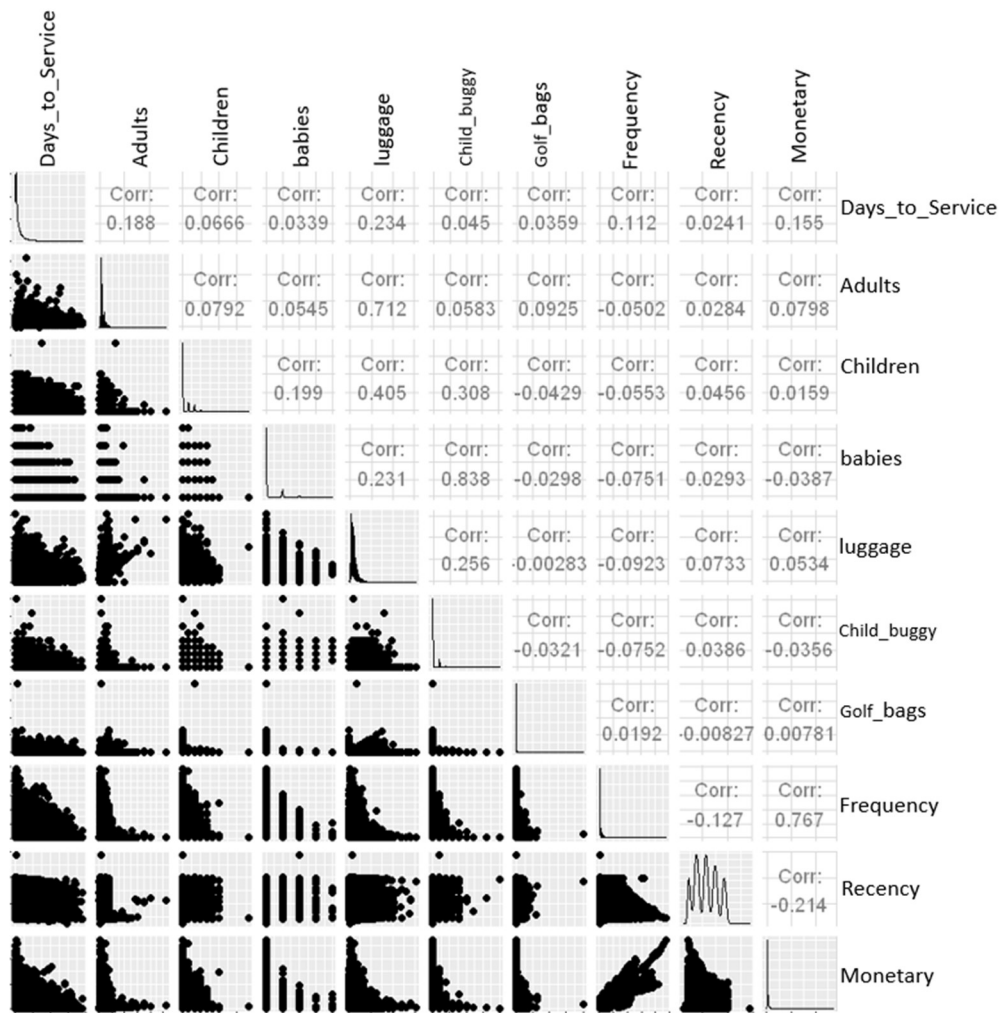 Days_to_Service
Adults
Children
babies
luggage
Child_buggy
Golf_bags
Frequency
Recency
Monetary
Corr: Corr: Corr: Corr: Corr: Corr: Corr: Corr: Corr:
0.188 0.0666 0.0339 0.234 0.045 0.0359 0.112 0.0241 0.155
Days_to_Service
Corr: Corr: Corr: Corr: Corr: Corr: Corr: Corr:
0.0792 0.0545 0.712 0.0583 0.0925 -0.0502 0.0284 0.0798
Adults
Corr: Corr: Corr: Corr: Corr: Corr: Corr:
0.199 0.405 0.308 -0.0429 -0.0553 0.0456 0.0159
Children
Corr: Corr: Corr: Corr: Corr: Corr:
0.231 0.838 -0.0298 -0.0751 0.0293 -0.0387
babies
Corr: Corr: Corr: Corr: Corr:
0.256 -0.00283 -0.0923 0.0733 0.0534
luggage
Corr: Corr: Corr: Corr:
-0.0321 -0.0752 0.0386 -0.0356
Child_buggy
Corr: Corr: Corr:
0.0192 -0.00827 0.00781
Golf_bags
Corr: Corr:
-0.127 0.767
Frequency
Corr:
-0.214
Recency
Monetary